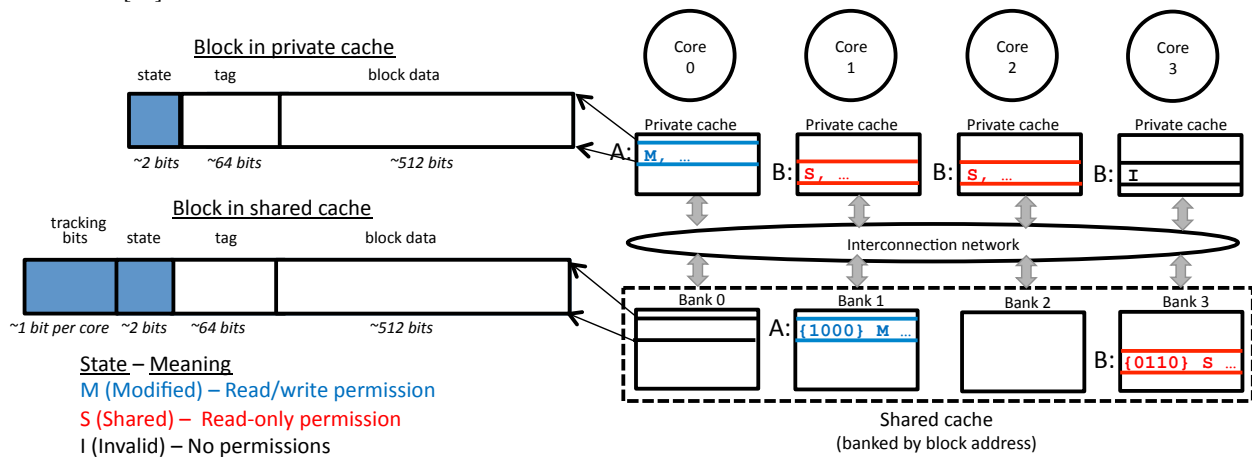 Block in private cache
state tag block data
~2 bits ~64 bits ~512 bits
Block in shared cache
tracking
bits state tag block data
~1 bit per core ~2 bits ~64 bits ~512 bits
State – Meaning
M (Modified) – Read/write permission
S (Shared) – Read-only permission
I (Invalid) – No permissions
Core
0
Core
1
Core
2
Core
3
Private cache Private cache Private cache Private cache
A: M, …
B: S, …
B: S, …
B: I
Interconnection network
Bank 0 Bank 1 Bank 2 Bank 3
A: {1000} M …
B: {0110} S …
Shared cache
(banked by block address)